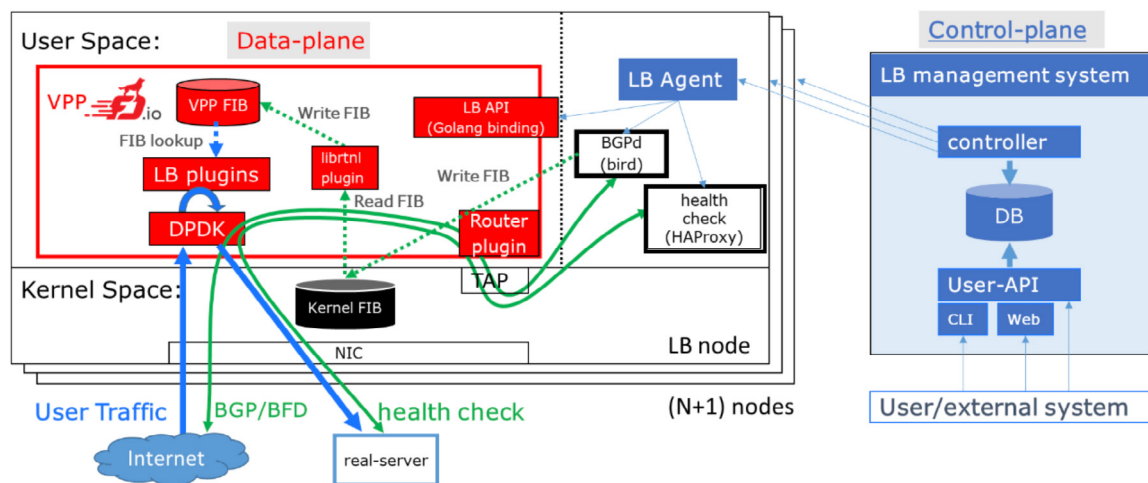 User Space:
Data-plane
Control-plane
VPP
.io
VPP FIB
Write FIB
FIB lookup
LB plugins
librtnl
plugin
DPDK
Read FIB
LB API
(Golang binding)
Write FIB
Router
plugin
LB Agent
BGPd
(bird)
health
check
(HAProxy)
LB management system
controller
DB
User-API
CLI
Web
TAP
Kernel Space:
Kernel FIB
NIC
LB node
(N+1) nodes
User Traffic
BGP/BFD
health check
Internet
real-server
User/external system